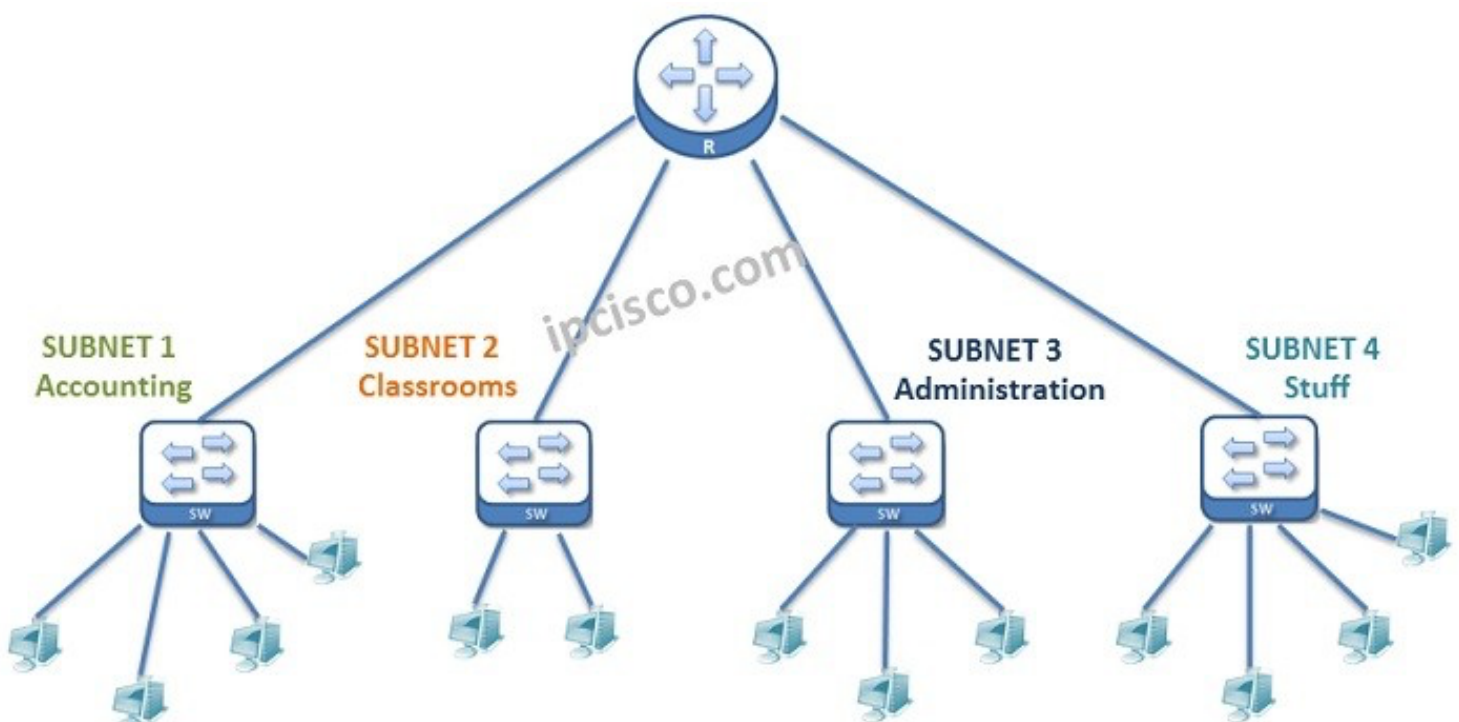 R
ipcisco.com
SUBNET 1
Accounting
SUBNET 2
Classrooms
SUBNET 3
Administration
SUBNET 4
Stuff
SW
SW
SW
SW